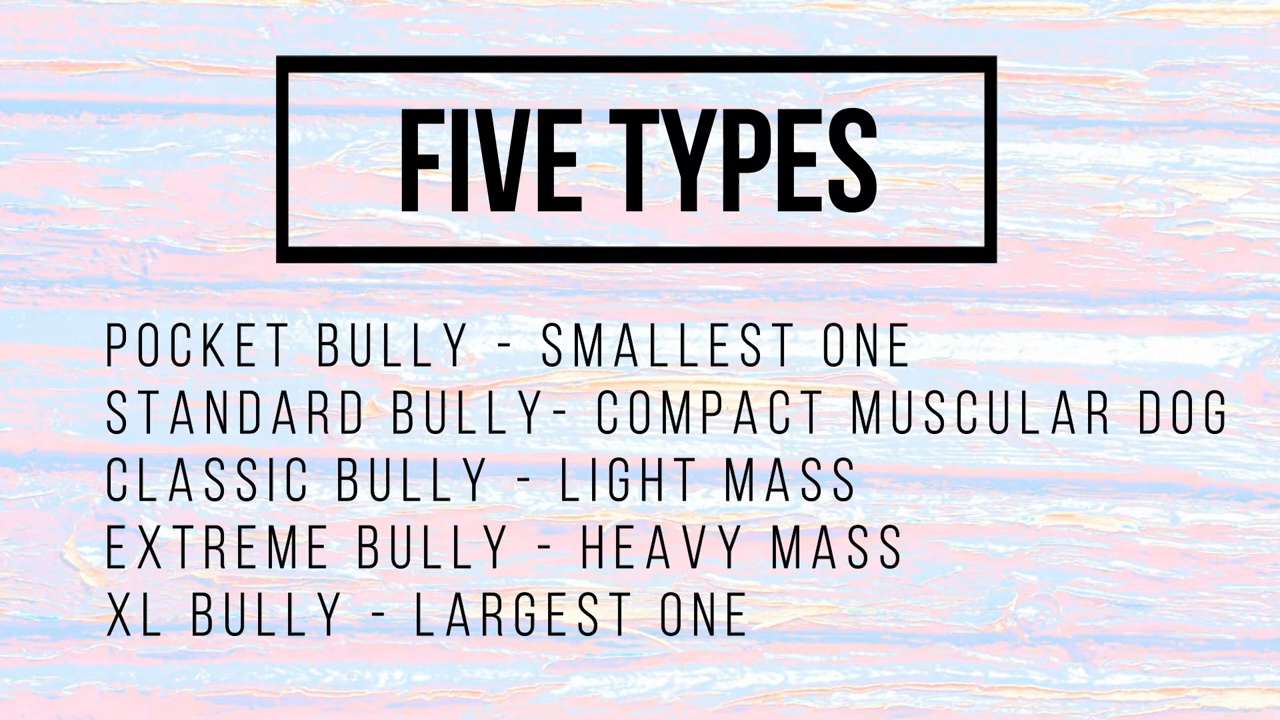 FIVE TYPES
POCKET BULLY - SMALLEST ONE
STANDARD BULLY- COMPACT MUSCULAR DOG
CLASSIC BULLY - LIGHT MASS
EXTREME BULLY - HEAVY MASS
XL BULLY - LARGEST ONE